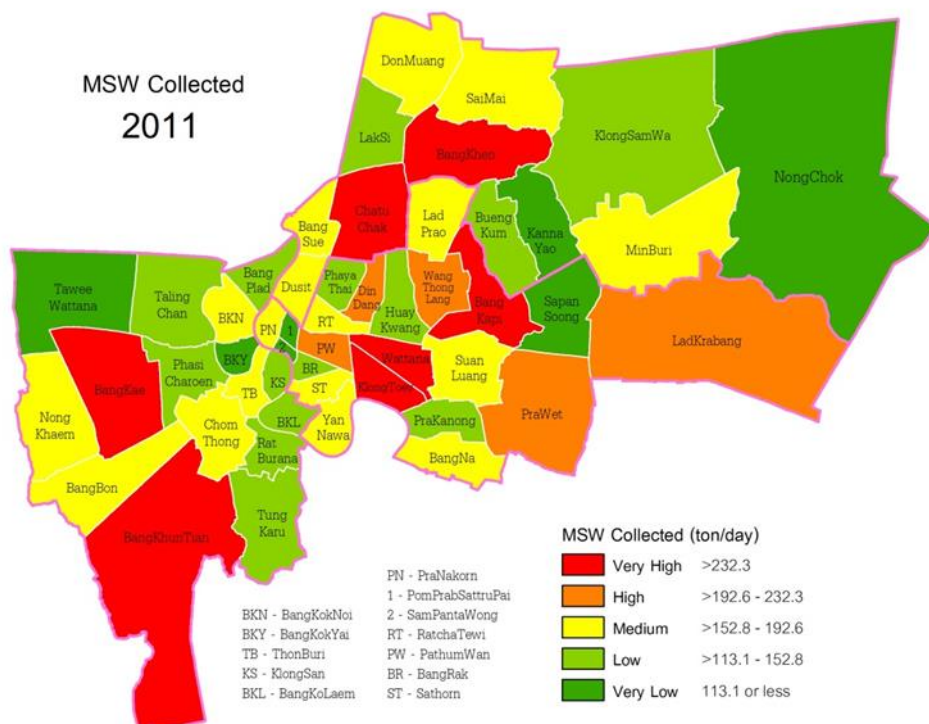 MSW Collected
2011
DonMuang
SaiMai
LakSi
BangKhen
KlongSamWa
NongChok
Chatu
Chak
Lad
Prao
Bueng
Kum
Kanna
Yao
MinBuri
Bang
Sue
Bang
Plad
Dusit
Phaya
Thai
Din
Dang
Huay
Kwang
Wang
Thong
Lang
Bang
Kapi
Sapan
Soong
LadKrabang
Tawee
Wattana
Taling
Chan
BKN
PN
1
2
RT
PW
Wattana
Suan
Luang
BangKae
Phasi
Charoen
BKY
TB
KS
BR
ST
KlongToey
PraWet
Nong
Khaem
Chom
Thong
BKL
Yan
Nawa
PraKanong
BangNa
Rat
Burana
BangBon
BangKhunTian
Tung
Karu
BKN - BangKokNoi
BKY - BangKokYai
TB - ThonBuri
KS - KlongSan
BKL - BangKoLaem
PN - PraNakorn
1 - PomPrabSattruPai
2 - SamPantaWong
RT - RatchaTewi
PW - PathumWan
BR - BangRak
ST - Sathorn
MSW Collected (ton/day)
Very High >232.3
High >192.6 - 232.3
Medium >152.8 - 192.6
Low >113.1 - 152.8
Very Low 113.1 or less